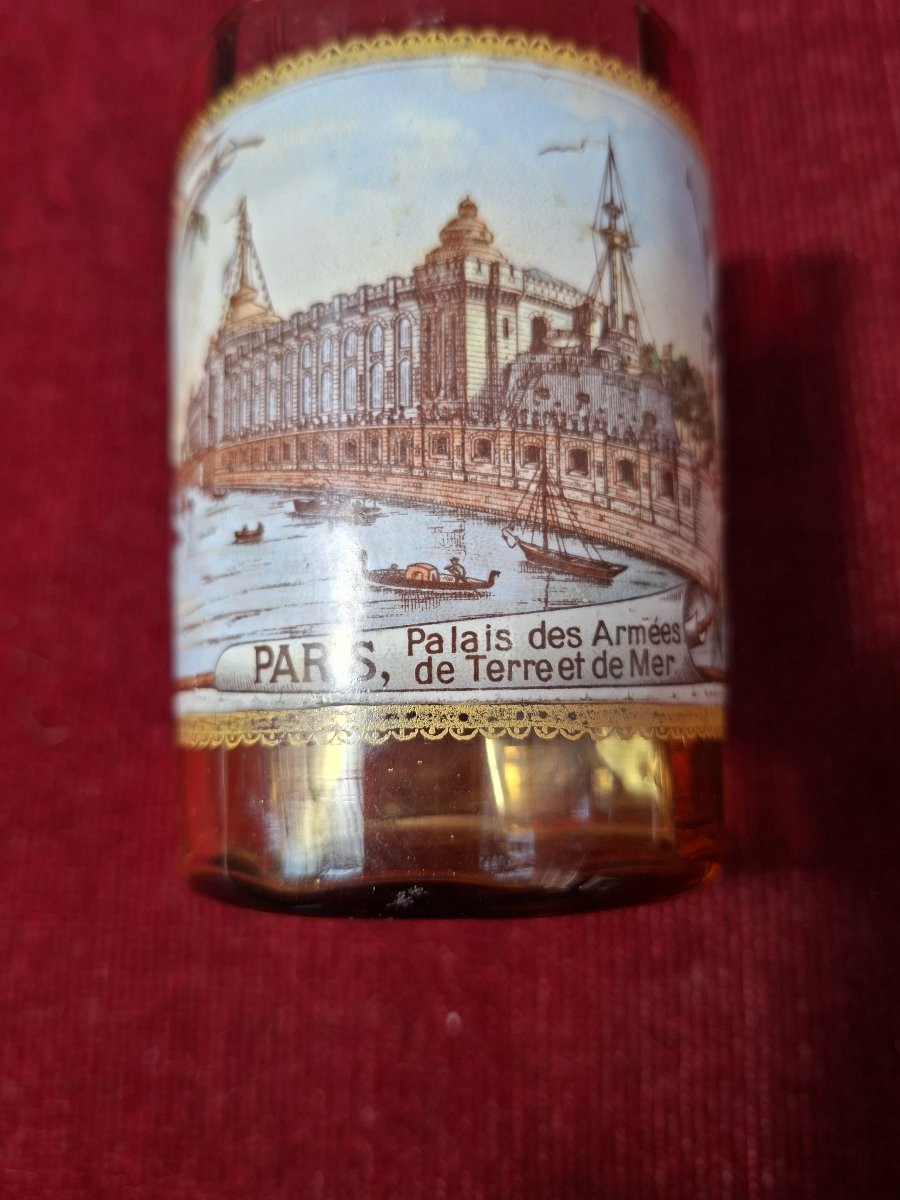 PARIS, Palais des Armées
de Terre et de Mer